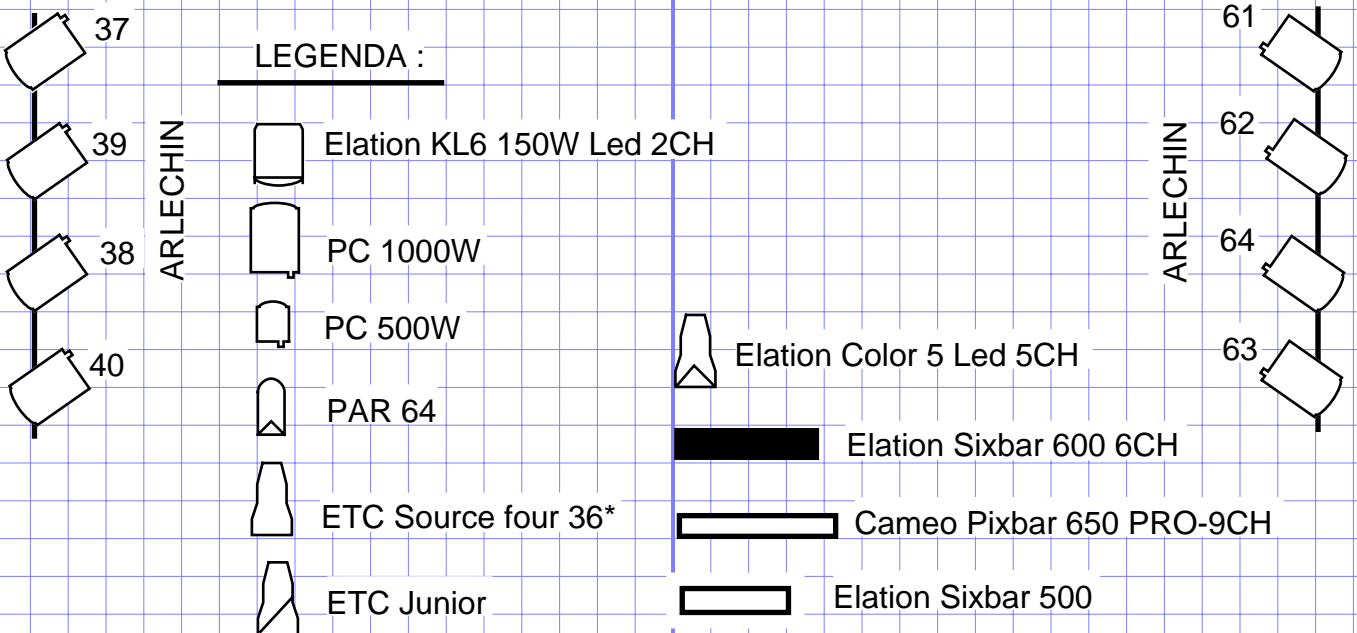 37
39
38
40
ARLECHIN
LEGENDA :
Elation KL6 150W Led 2CH
PC 1000W
PC 500W
PAR 64
ETC Source four 36*
ETC Junior
Elation Color 5 Led 5CH
Elation Sixbar 600 6CH
Cameo Pixbar 650 PRO-9CH
Elation Sixbar 500
ARLECHIN
61
62
64
63